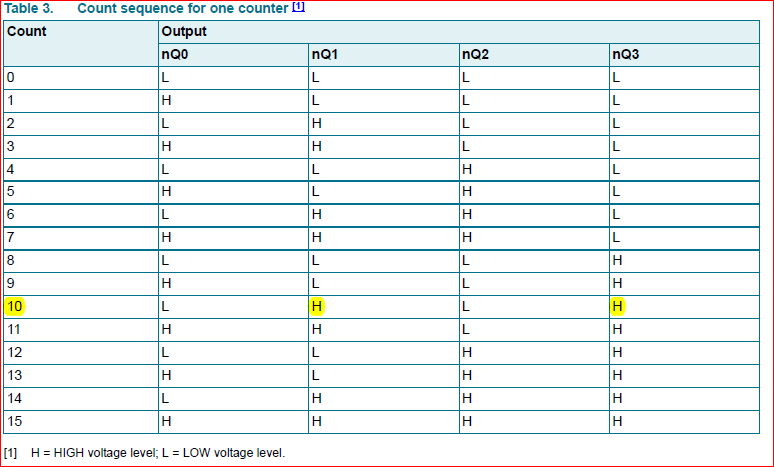 Table 3. Count sequence for one counter [1]
Count Output
nQ0 nQ1 nQ2 nQ3
0 L L L L
1 H L L L
2 L H L L
3 H H L L
4 L L H L
5 H L H L
6 L H H L
7 H H H L
8 L L L H
9 H L L H
10 L H L H
11 H H L H
12 L L H H
13 H L H H
14 L H H H
15 H H H H
[1] H = HIGH voltage level; L = LOW voltage level.